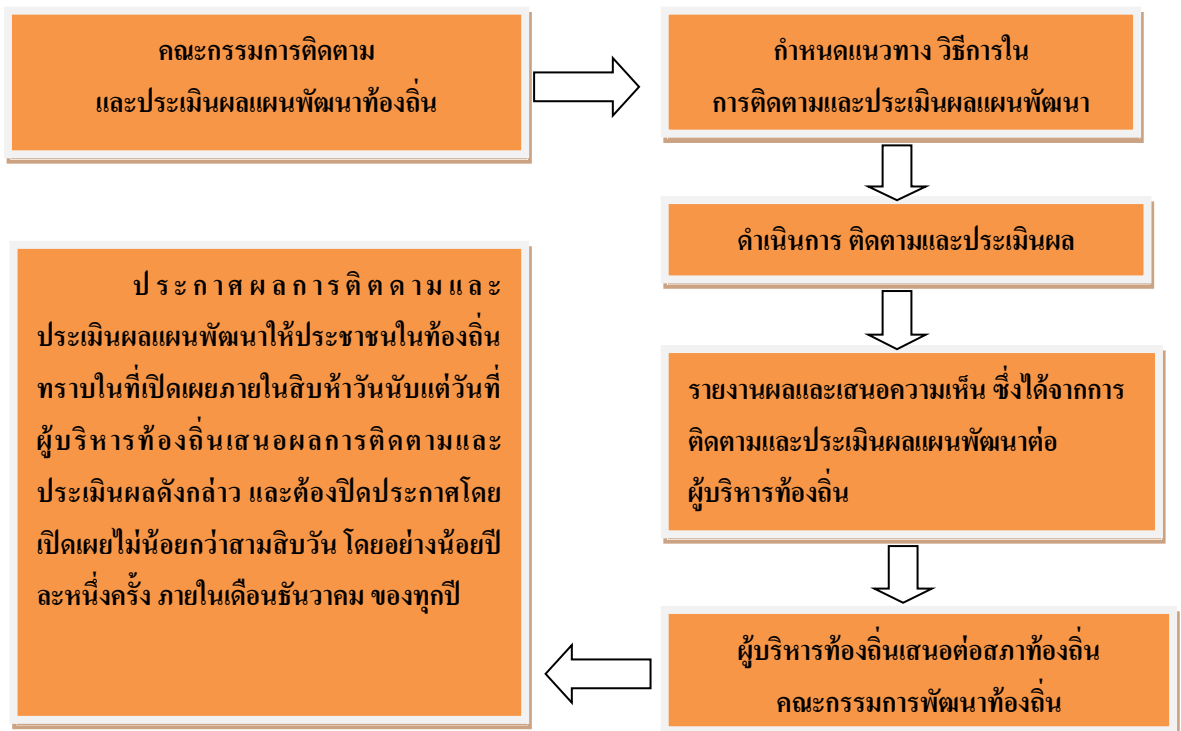 คณะกรรมการติดตาม
และประเมินผลแผนพัฒนาท้องถิ่น
กำหนดแนวทาง วิธีการใน
การติดตามและประเมินผลแผนพัฒนา
ดำเนินการ ติดตามและประเมินผล
รายงานผลและเสนอความเห็น ซึ่งได้จากการ
ติดตามและประเมินผลแผนพัฒนาต่อ
ผู้บริหารท้องถิ่น
ผู้บริหารท้องถิ่นเสนอต่อสภาท้องถิ่น
คณะกรรมการพัฒนาท้องถิ่น
ประกาศผลการติตดามและ
ประเมินผลแผนพัฒนาให้ประชาชนในท้องถิ่น
ทราบในที่เปิดเผยภายในสิบห้าวันนับแต่วันที่
ผู้บริหารท้องถิ่นเสนอผลการติดตามและ
ประเมินผลดังกล่าว และต้องปิดประกาศโดย
เปิดเผยไม่น้อยกว่าสามสิบวัน โดยอย่างน้อยปี
ละหนึ่งครั้ง ภายในเดือนธันวาคม ของทุกปี